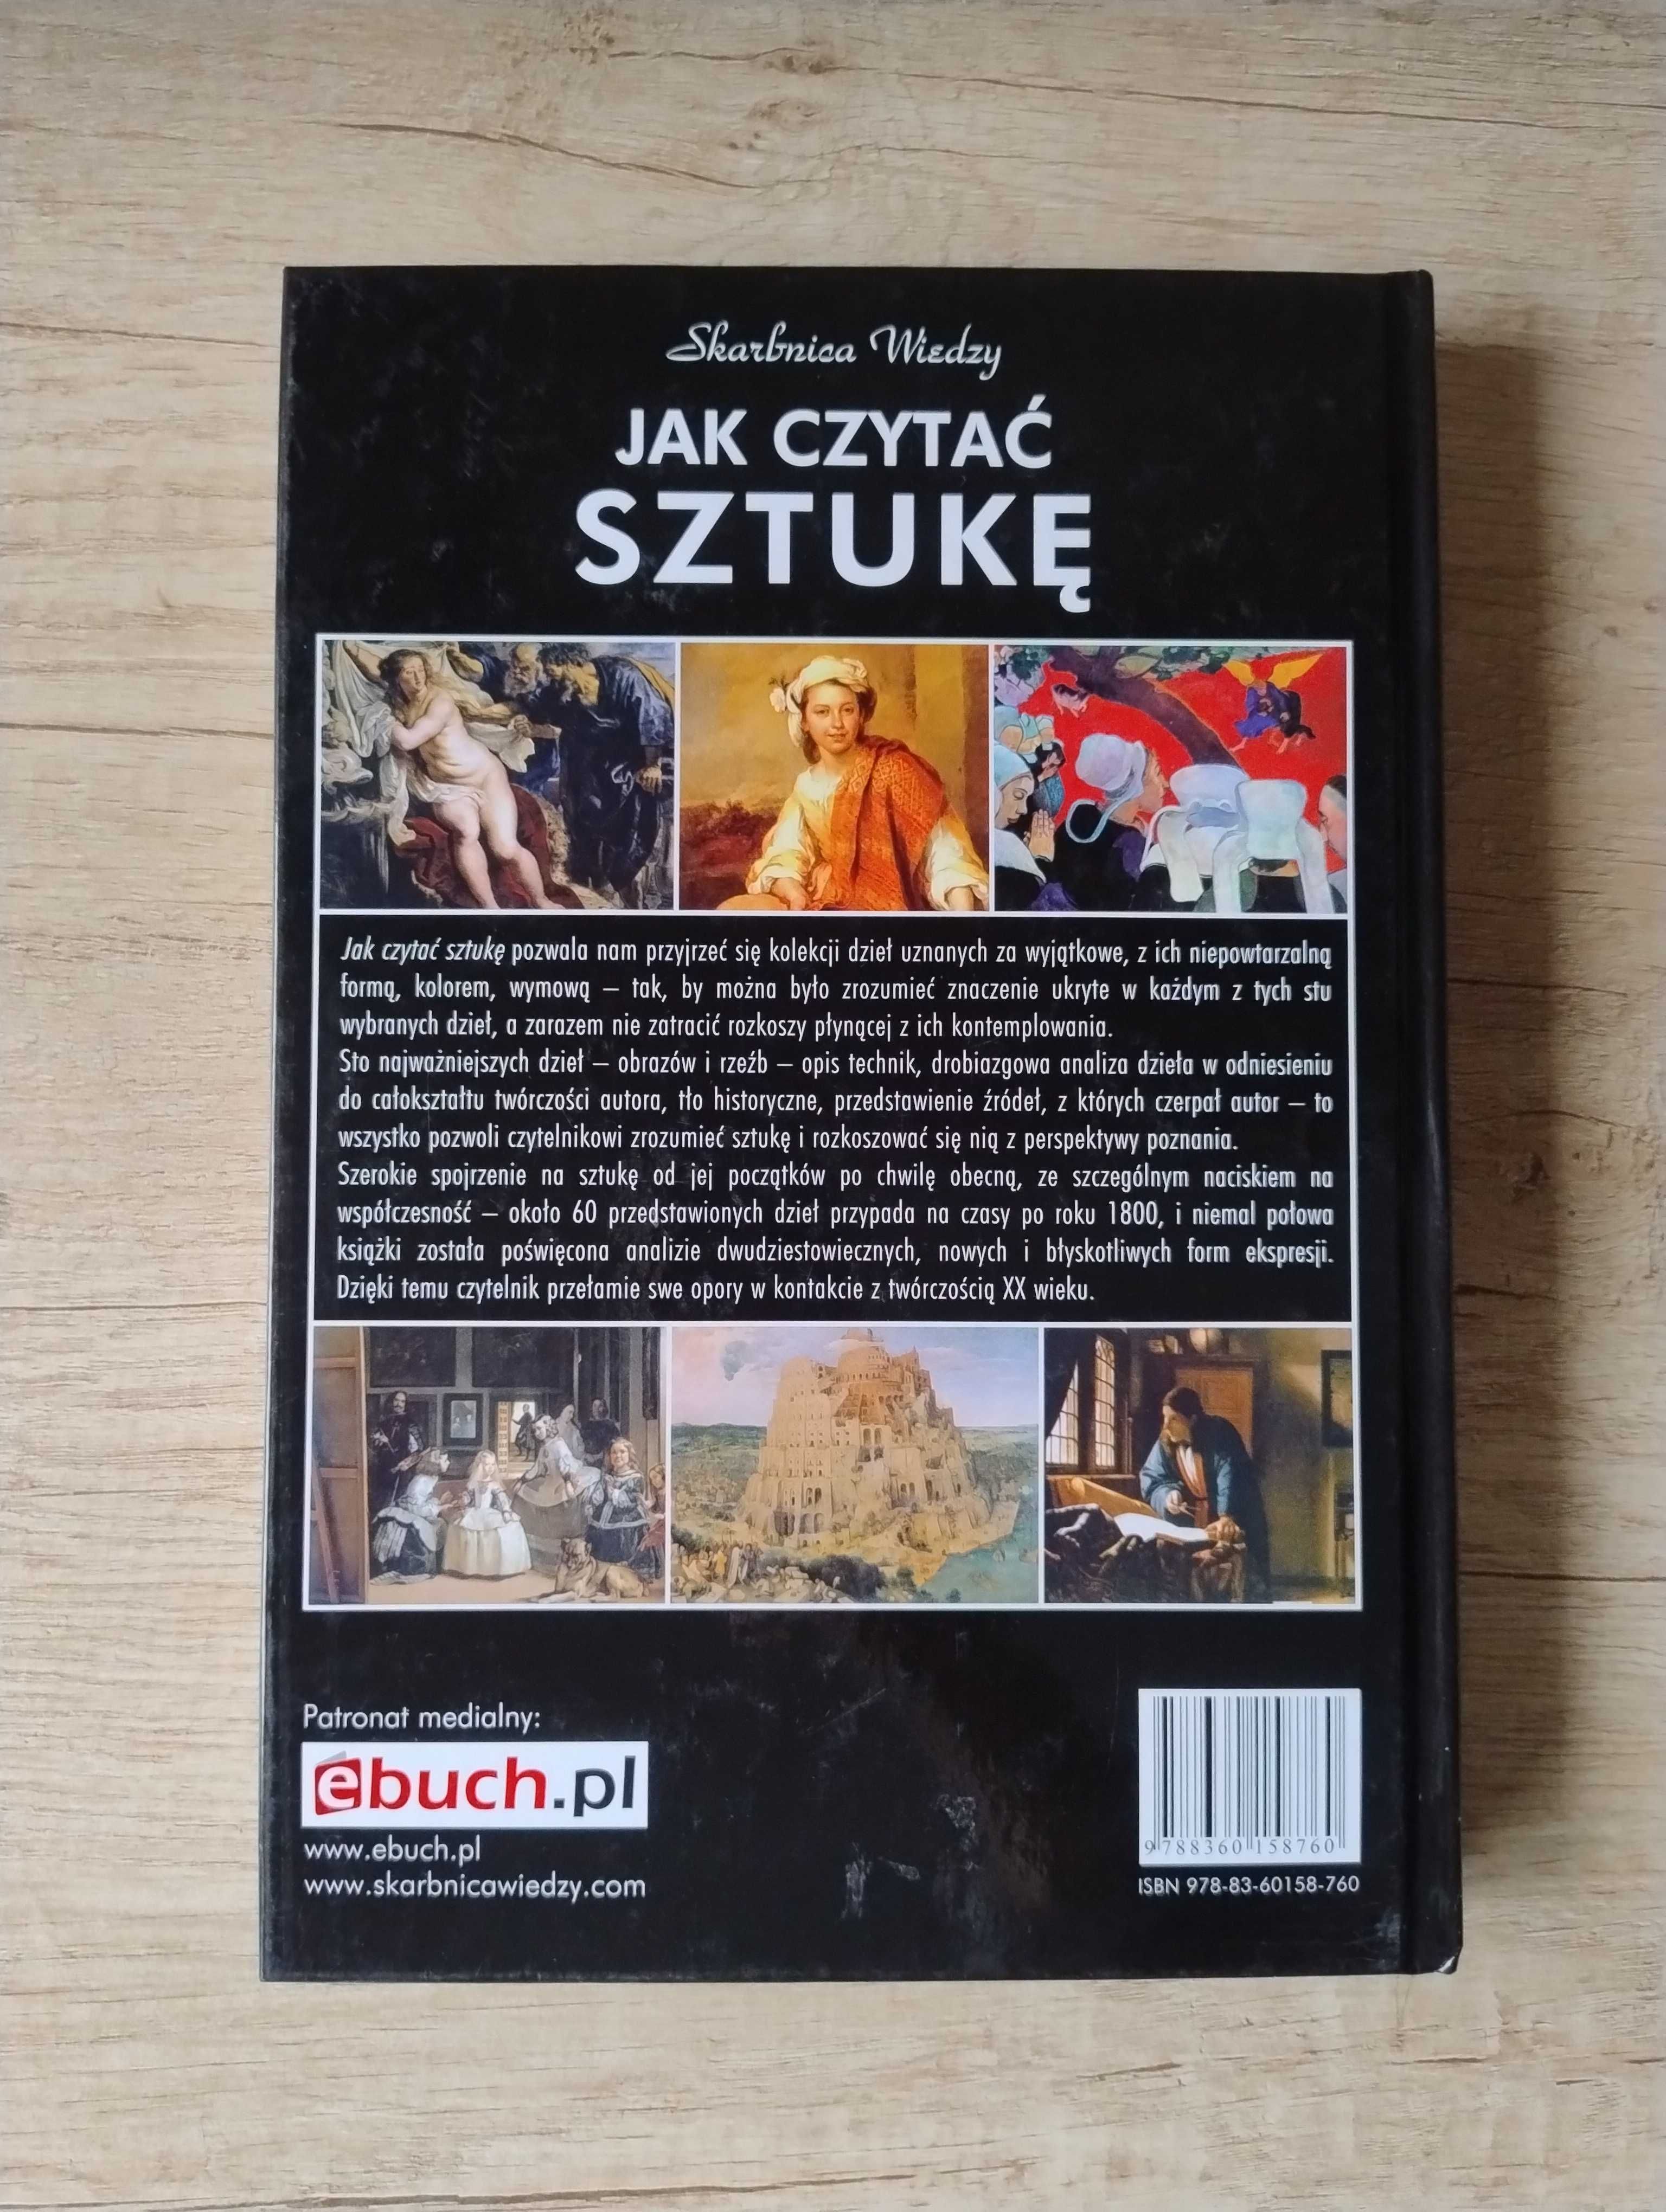 Skarbnica Wiedzy
JAK CZYTAĆ
SZTUKĘ
Jak czytać sztukę pozwala nam przyjrzeć się kolekcji dzieł uznanych za wyjątkowe, z ich niepowtarzalną
formą, kolorem, wymową – tak, by można było zrozumieć znaczenie ukryte w każdym z tych stu
wybranych dzieł, a zarazem nie zatracić rozkoszy płynącej z ich kontemplowania.
Sto najważniejszych dzieł – obrazów i rzeźb – opis technik, drobiazgowa analiza dzieła w odniesieniu
do całokształtu twórczości autora, tło historyczne, przedstawienie źródeł, z których czerpał autor – to
wszystko pozwoli czytelnikowi zrozumieć sztukę i rozkoszować się nią z perspektywy poznania.
Szerokie spojrzenie na sztukę od jej początków po chwilę obecną, ze szczególnym naciskiem na
współczesność – około 60 przedstawionych dzieł przypada na czasy po roku 1800, i niemal połowa
książki została poświęcona analizie dwudziestowiecznych, nowych i błyskotliwych form ekspresji.
Dzięki temu czytelnik przełamie swe opory w kontakcie z twórczością XX wieku.
Patronat medialny:
ebuch.pl
www.ebuch.pl
www.skarbnicawiedzy.com
9 788360 158760
ISBN 978-83-60158-760